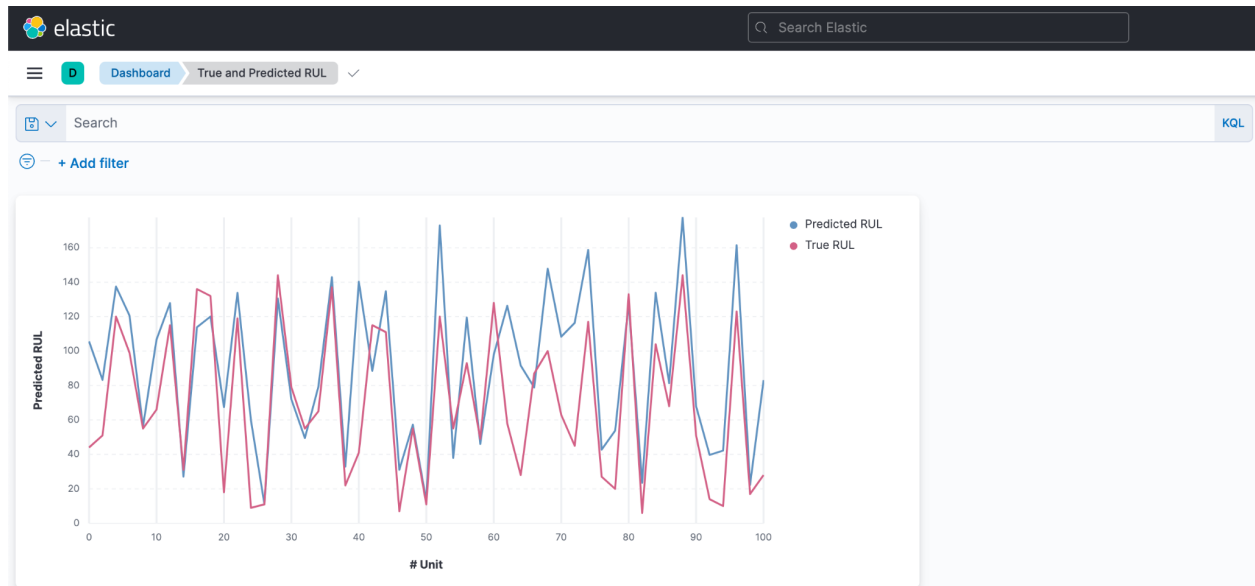 elastic
Search Elastic
D
Dashboard
True and Predicted RUL
Search
KQL
+ Add filter
Predicted RUL
True RUL
Predicted RUL
160
140
120
100
80
60
40
20
0
0 10 20 30 40 50 60 70 80 90 100
# Unit